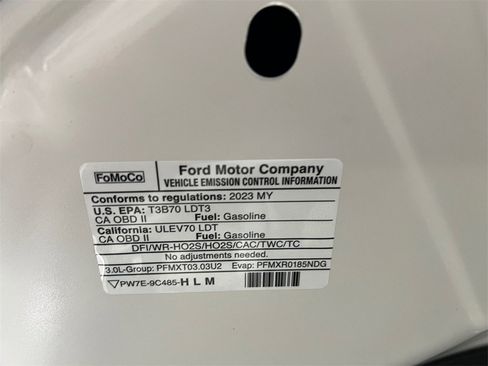 FoMoCo
Ford Motor Company
VEHICLE EMISSION CONTROL INFORMATION
Conforms to regulations: 2023 MY
U.S. EPA: T3B70 LDT3
CA OBD II Fuel: Gasoline
California: ULEV70 LDT
CA OBD II Fuel: Gasoline
DFI/WR-HO2S/HO2S/CAC/TWC/TC
No adjustments needed.
3.0L-Group: PFMXT03.03U2 Evap: PFMXR0185NDG
PW7E-9C485-HLM